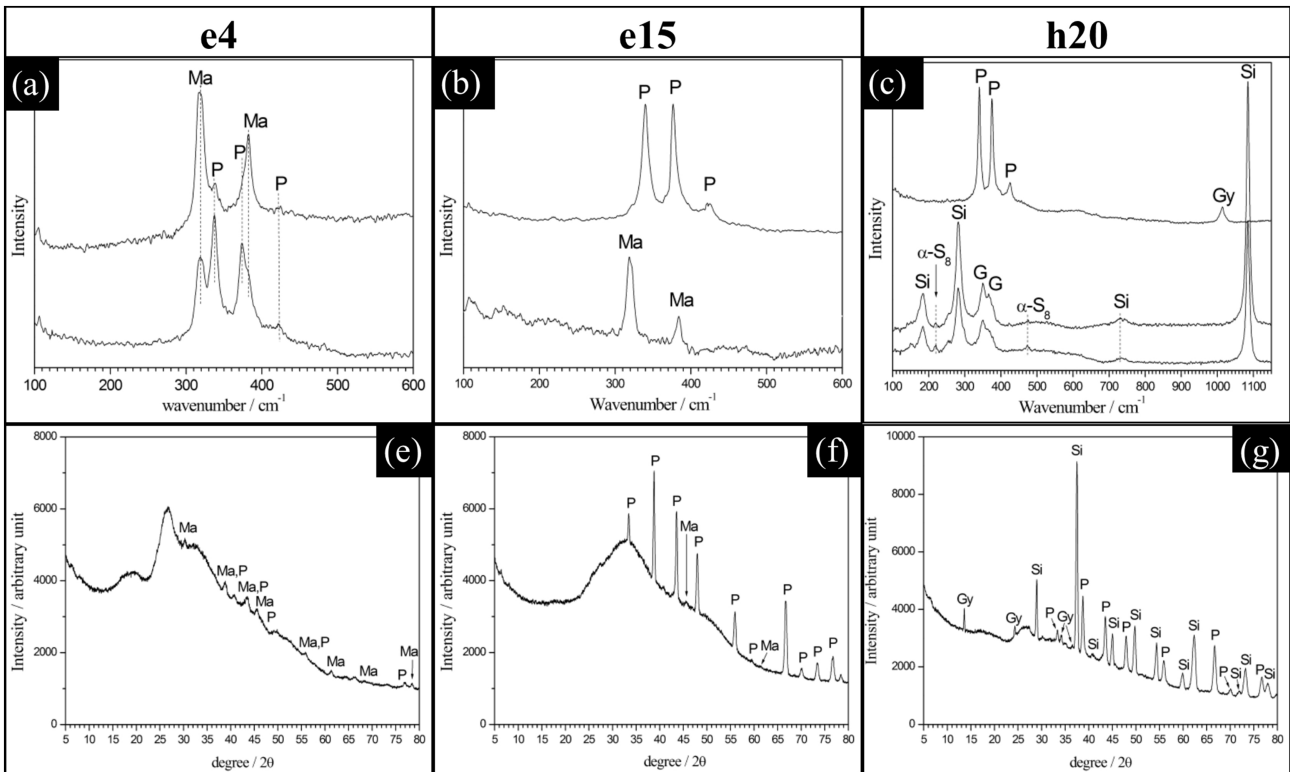 e4
e15
h20
(a)
Ma
Ma
P
P
P
Intensity
100 200 300 400 500 600
wavenumber / cm-1
(b)
P
P
P
Ma
Ma
Intensity
100 200 300 400 500 600
Wavenumber / cm-1
(c)
P
P
P
Si
Gy
Si
α-S8
Si
G
G
α-S8
Si
Intensity
100 200 300 400 500 600 700 800 900 1000 1100
Wavenumber / cm-1
(e)
8000
6000
4000
2000
0
Intensity / arbitrary unit
Ma
Ma,P
Ma,P
Ma
P
Ma,P
Ma
Ma
P
Ma
5 10 15 20 25 30 35 40 45 50 55 60 65 70 75 80
degree / 2θ
(f)
8000
6000
4000
2000
0
Intensity / arbitrary unit
P
P
P
Ma
P
P
P
Ma
P
P
P
P
5 10 15 20 25 30 35 40 45 50 55 60 65 70 75 80
degree / 2θ
(g)
10000
8000
6000
4000
2000
0
Intensity / arbitrary unit
Gy
Gy
Si
P
Gy
Si
P
Si
P
Si
P
Si
Si
P
Si
Si
P
P
Si
Si
P
Si
5 10 15 20 25 30 35 40 45 50 55 60 65 70 75 80
degree / 2θ